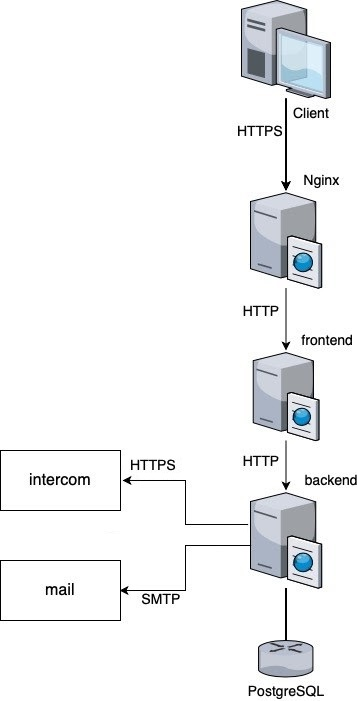 Client
HTTPS
Nginx
HTTP
frontend
HTTP
backend
HTTPS
intercom
mail
SMTP
PostgreSQL